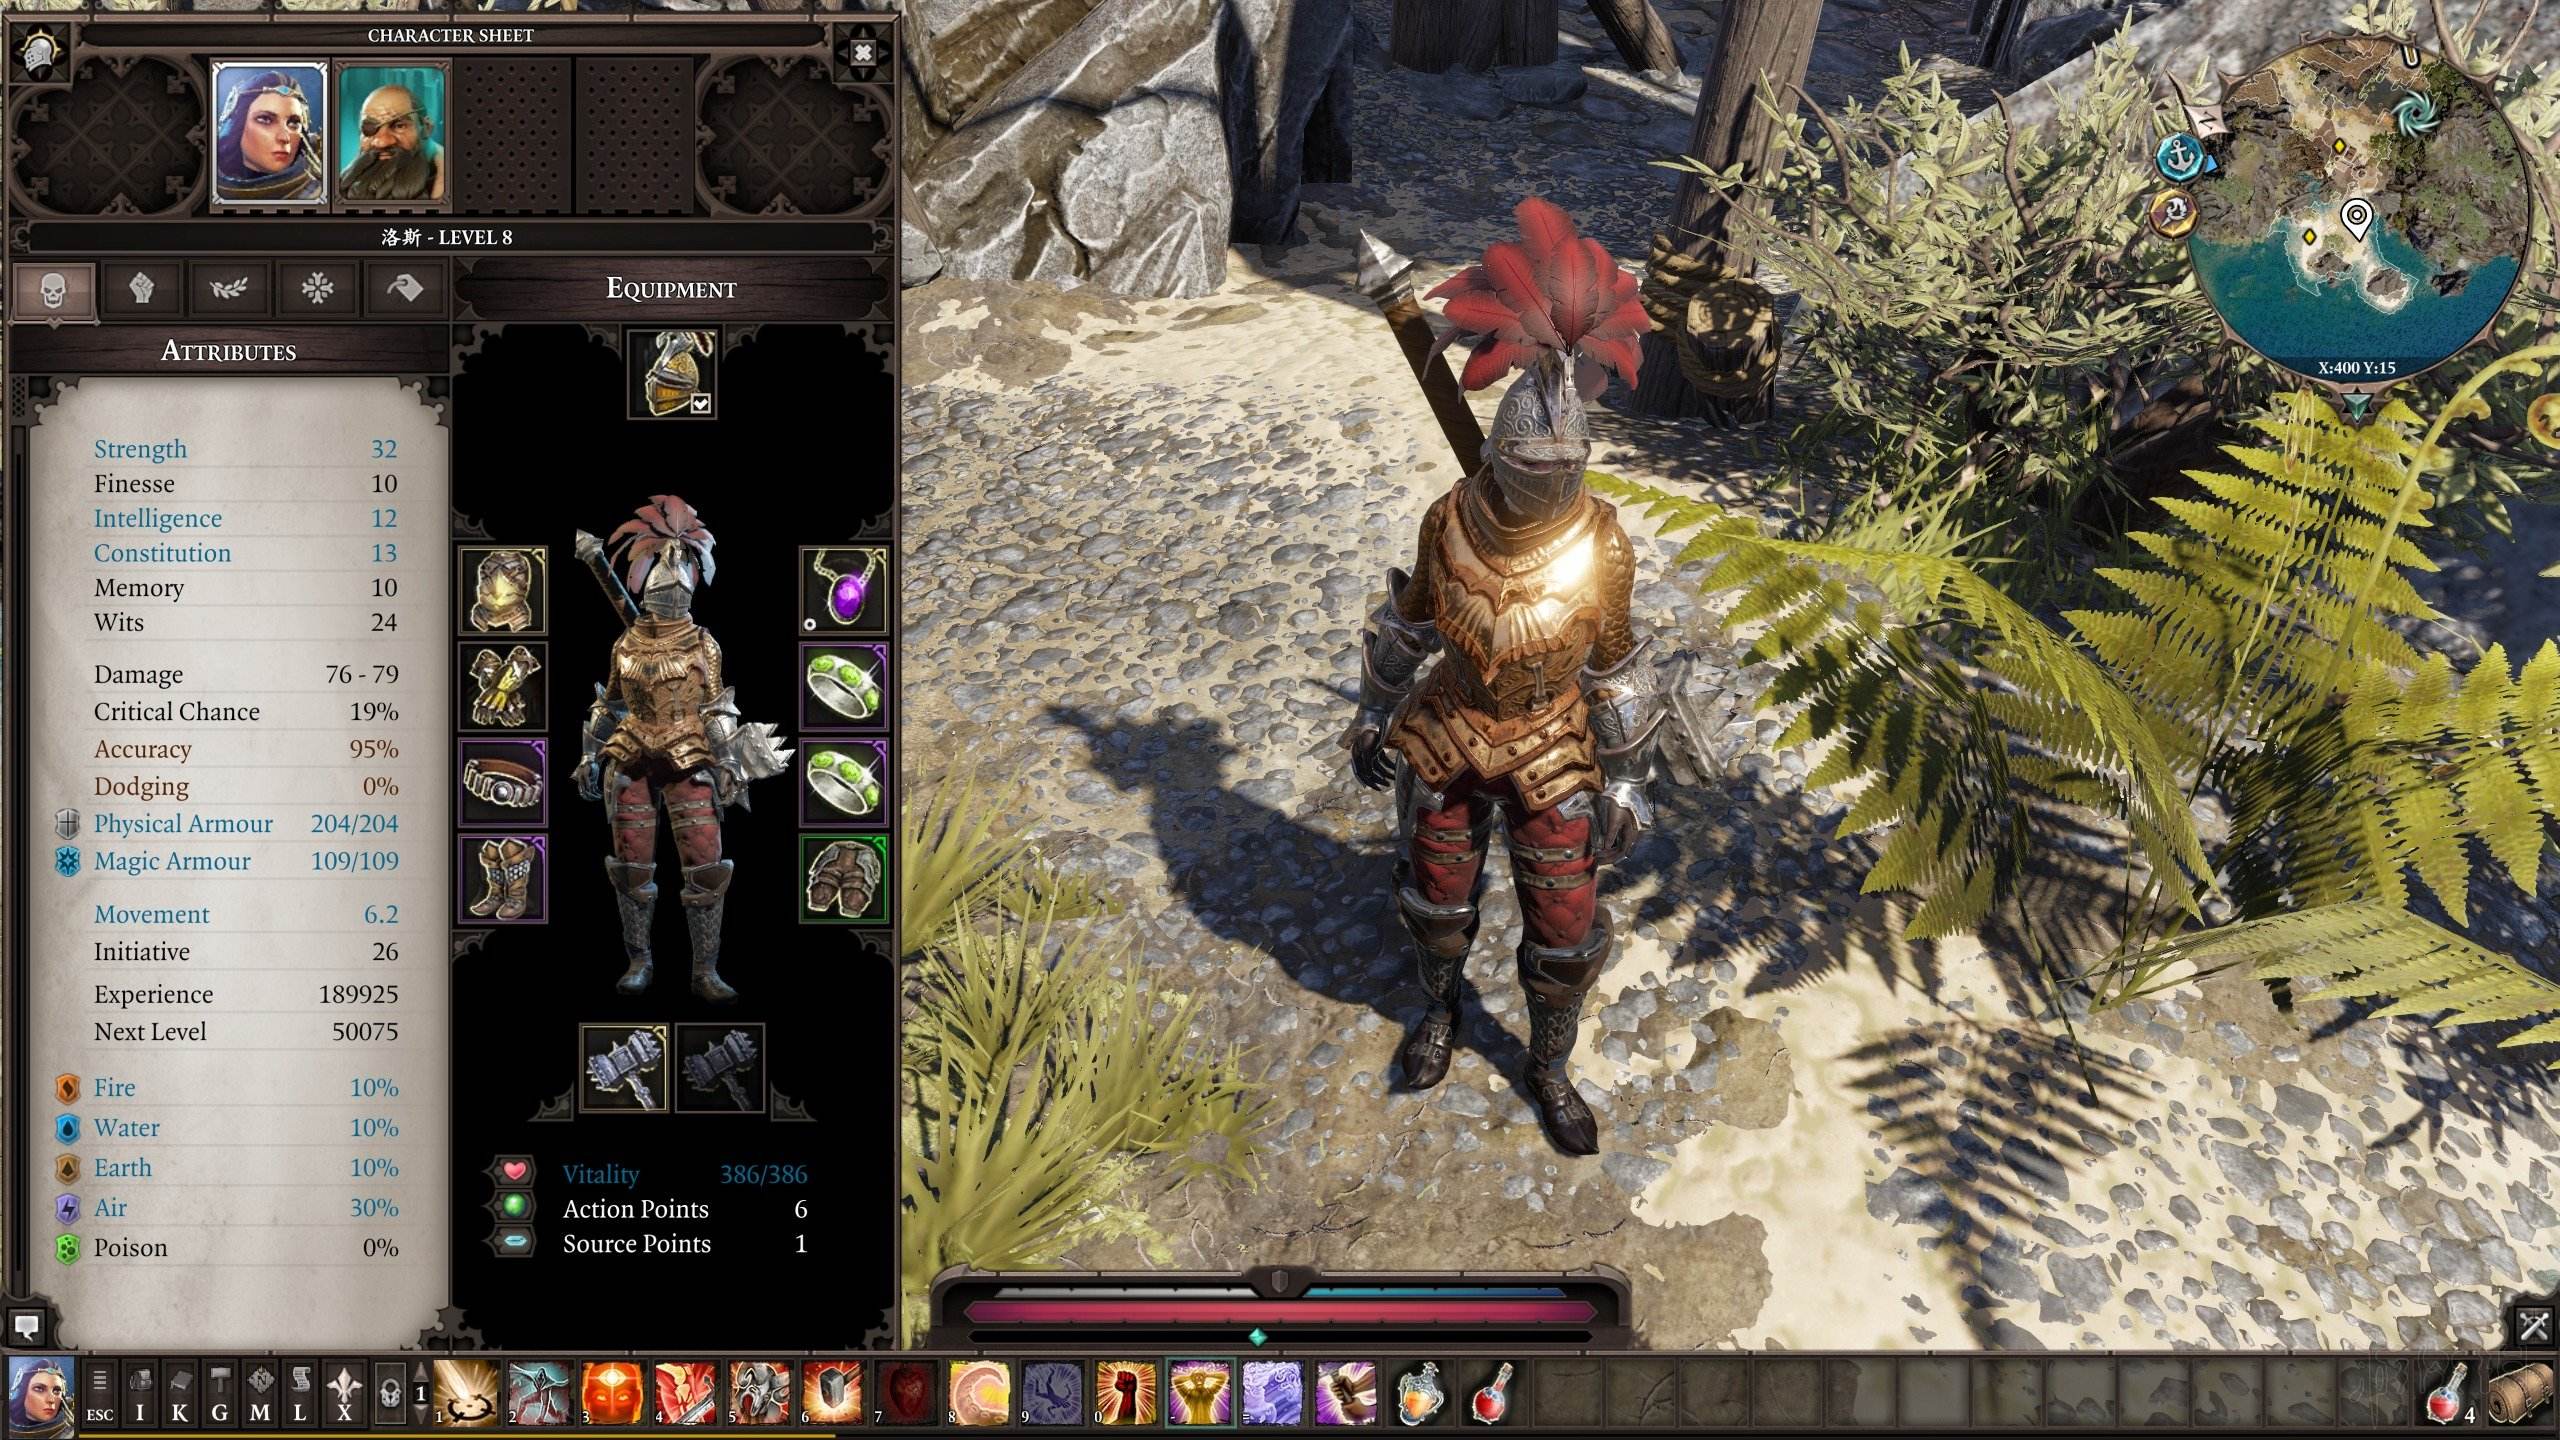 CHARACTER SHEET
洛斯 - LEVEL 8
ATTRIBUTES
EQUIPMENT
Strength 32
Finesse 10
Intelligence 12
Constitution 13
Memory 10
Wits 24
Damage 76 - 79
Critical Chance 19%
Accuracy 95%
Dodging 0%
Physical Armour 204/204
Magic Armour 109/109
Movement 6.2
Initiative 26
Experience 189925
Next Level 50075
Fire 10%
Water 10%
Earth 10%
Air 30%
Poison 0%
Vitality 386/386
Action Points 6
Source Points 1
X:400 Y:15
ESC I K G M L X 1
1 2 3 4 5 6 7 8 9 0 - = 4